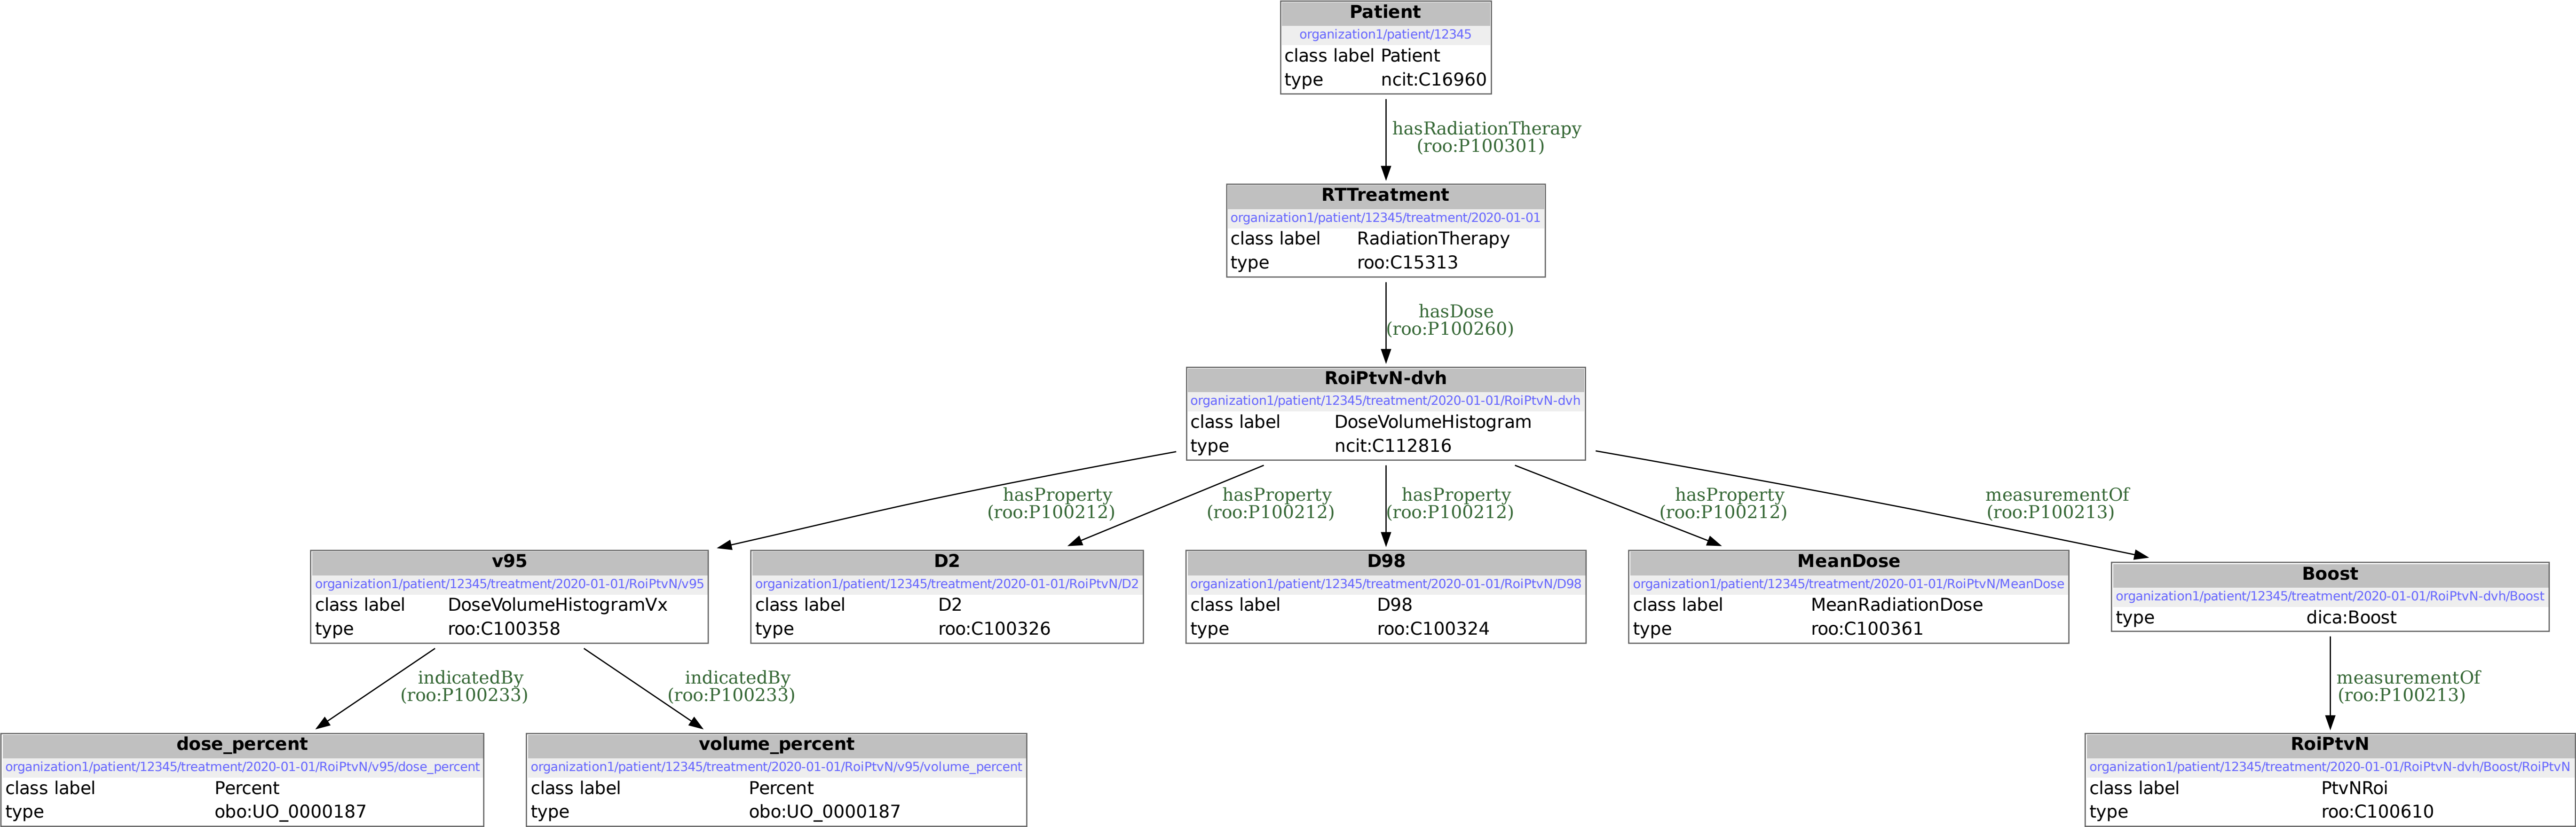 Patient
organization1/patient/12345
class label Patient
type ncit:C16960
hasRadiationTherapy
(roo:P100301)
RTTreatment
organization1/patient/12345/treatment/2020-01-01
class label RadiationTherapy
type roo:C15313
hasDose
(roo:P100260)
RoiPtvN-dvh
organization1/patient/12345/treatment/2020-01-01/RoiPtvN-dvh
class label DoseVolumeHistogram
type ncit:C112816
hasProperty
(roo:P100212)
hasProperty
(roo:P100212)
hasProperty
(roo:P100212)
hasProperty
(roo:P100212)
measurementOf
(roo:P100213)
v95
organization1/patient/12345/treatment/2020-01-01/RoiPtvN/v95
class label DoseVolumeHistogramVx
type roo:C100358
D2
organization1/patient/12345/treatment/2020-01-01/RoiPtvN/D2
class label D2
type roo:C100326
D98
organization1/patient/12345/treatment/2020-01-01/RoiPtvN/D98
class label D98
type roo:C100324
MeanDose
organization1/patient/12345/treatment/2020-01-01/RoiPtvN/MeanDose
class label MeanRadiationDose
type roo:C100361
Boost
organization1/patient/12345/treatment/2020-01-01/RoiPtvN-dvh/Boost
type dica:Boost
indicatedBy
(roo:P100233)
indicatedBy
(roo:P100233)
measurementOf
(roo:P100213)
dose_percent
organization1/patient/12345/treatment/2020-01-01/RoiPtvN/v95/dose_percent
class label Percent
type obo:UO_0000187
volume_percent
organization1/patient/12345/treatment/2020-01-01/RoiPtvN/v95/volume_percent
class label Percent
type obo:UO_0000187
RoiPtvN
organization1/patient/12345/treatment/2020-01-01/RoiPtvN-dvh/Boost/RoiPtvN
class label PtvNRoi
type roo:C100610